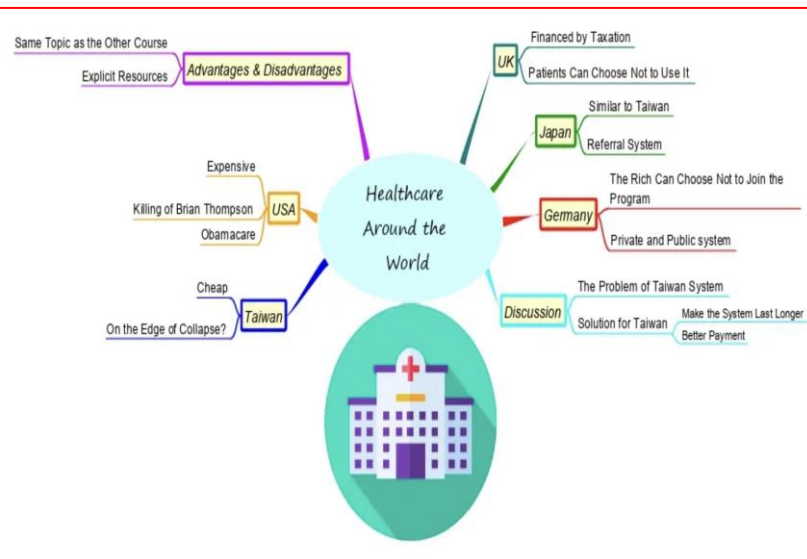 Healthcare
Around the
World
Advantages & Disadvantages
Same Topic as the Other Course
Explicit Resources
USA
Expensive
Killing of Brian Thompson
Obamacare
Taiwan
Cheap
On the Edge of Collapse?
UK
Financed by Taxation
Patients Can Choose Not to Use It
Japan
Similar to Taiwan
Referral System
Germany
The Rich Can Choose Not to Join the
Program
Private and Public system
Discussion
The Problem of Taiwan System
Solution for Taiwan
Make the System Last Longer
Better Payment